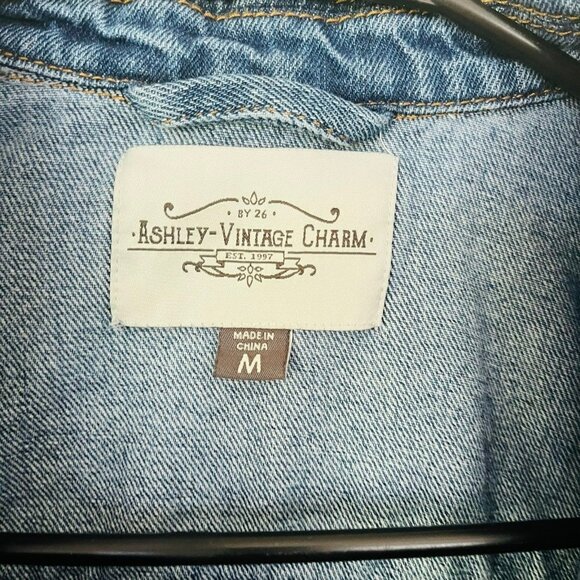 · BY 26 ·
· ASHLEY-VINTAGE CHARM ·
EST. 1997
MADE IN
CHINA
M